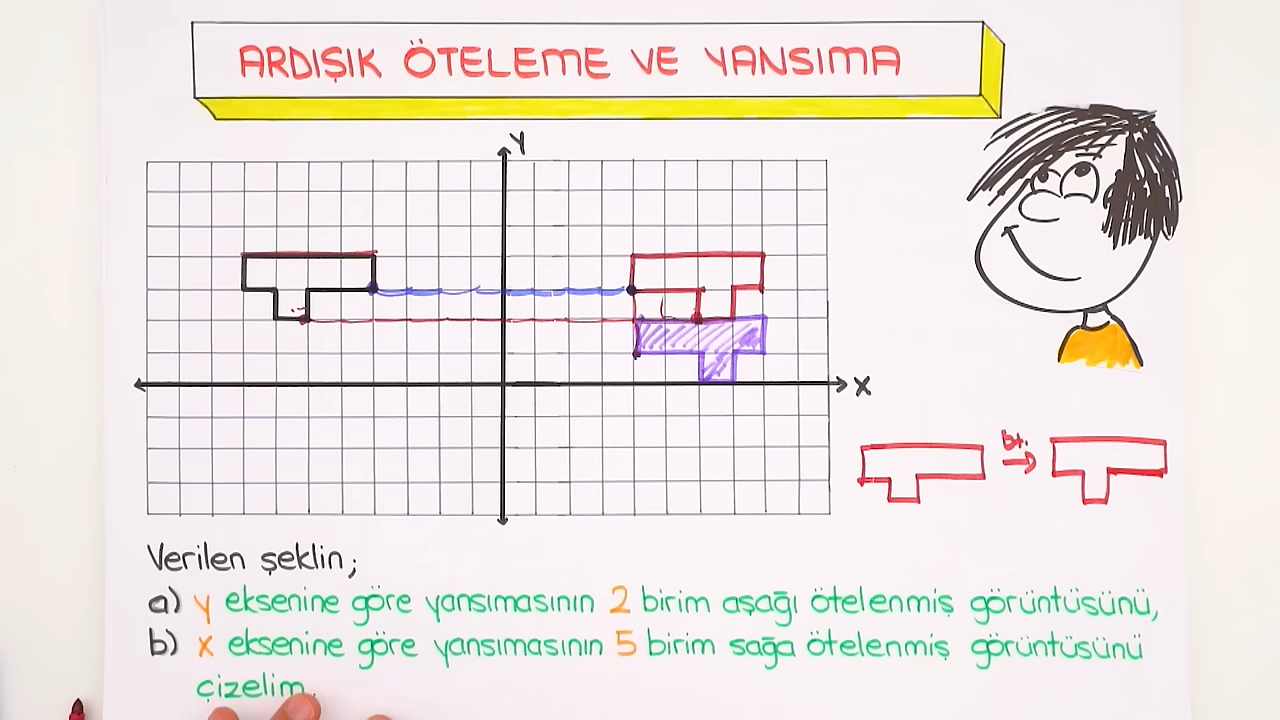 ARDIŞIK ÖTELEME VE YANSIMA
Y
X
bt.
Verilen şeklin;
a) y eksenine göre yansımasının 2 birim aşağı ötelenmiş görüntüsünü,
b) x eksenine göre yansımasının 5 birim sağa ötelenmiş görüntüsünü
çizelim.